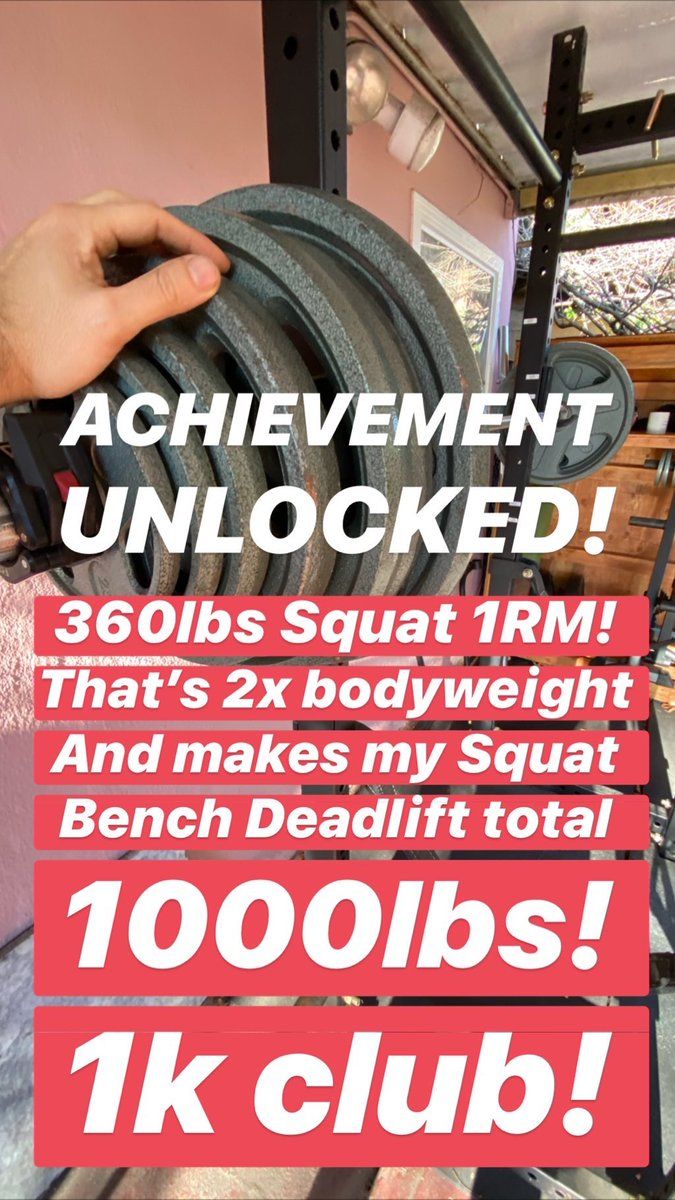 ACHIEVEMENT
UNLOCKED!
360lbs Squat 1RM!
That's 2x bodyweight
And makes my Squat
Bench Deadlift total
1000lbs!
1k club!